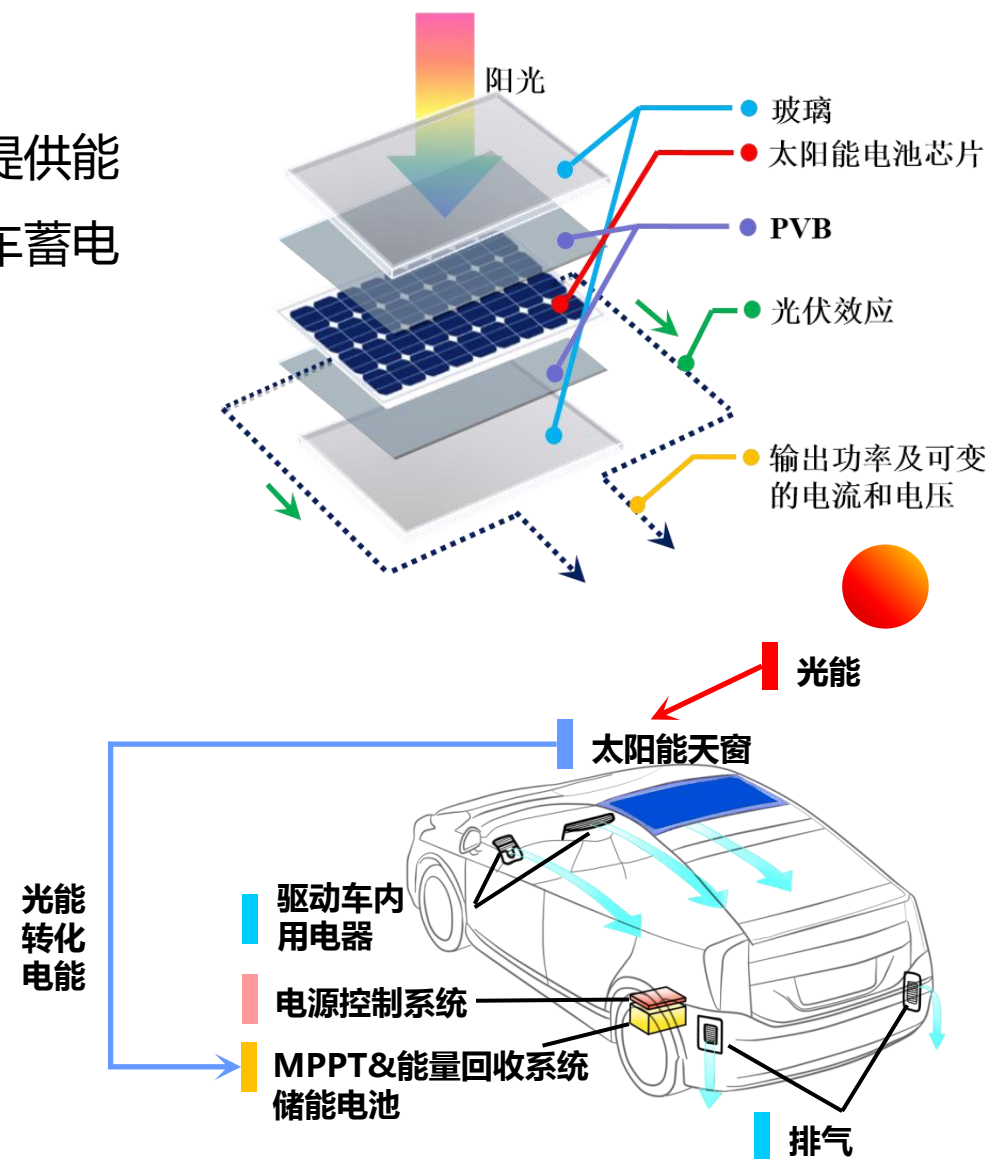 阳光
玻璃
太阳能电池芯片
提供能
PVB
车蓄电
光伏效应
输出功率及可变
的电流和电压
光能
太阳能天窗
光能
转化
电能
驱动车内
用电器
电源控制系统
MPPT&能量回收系统
储能电池
排气